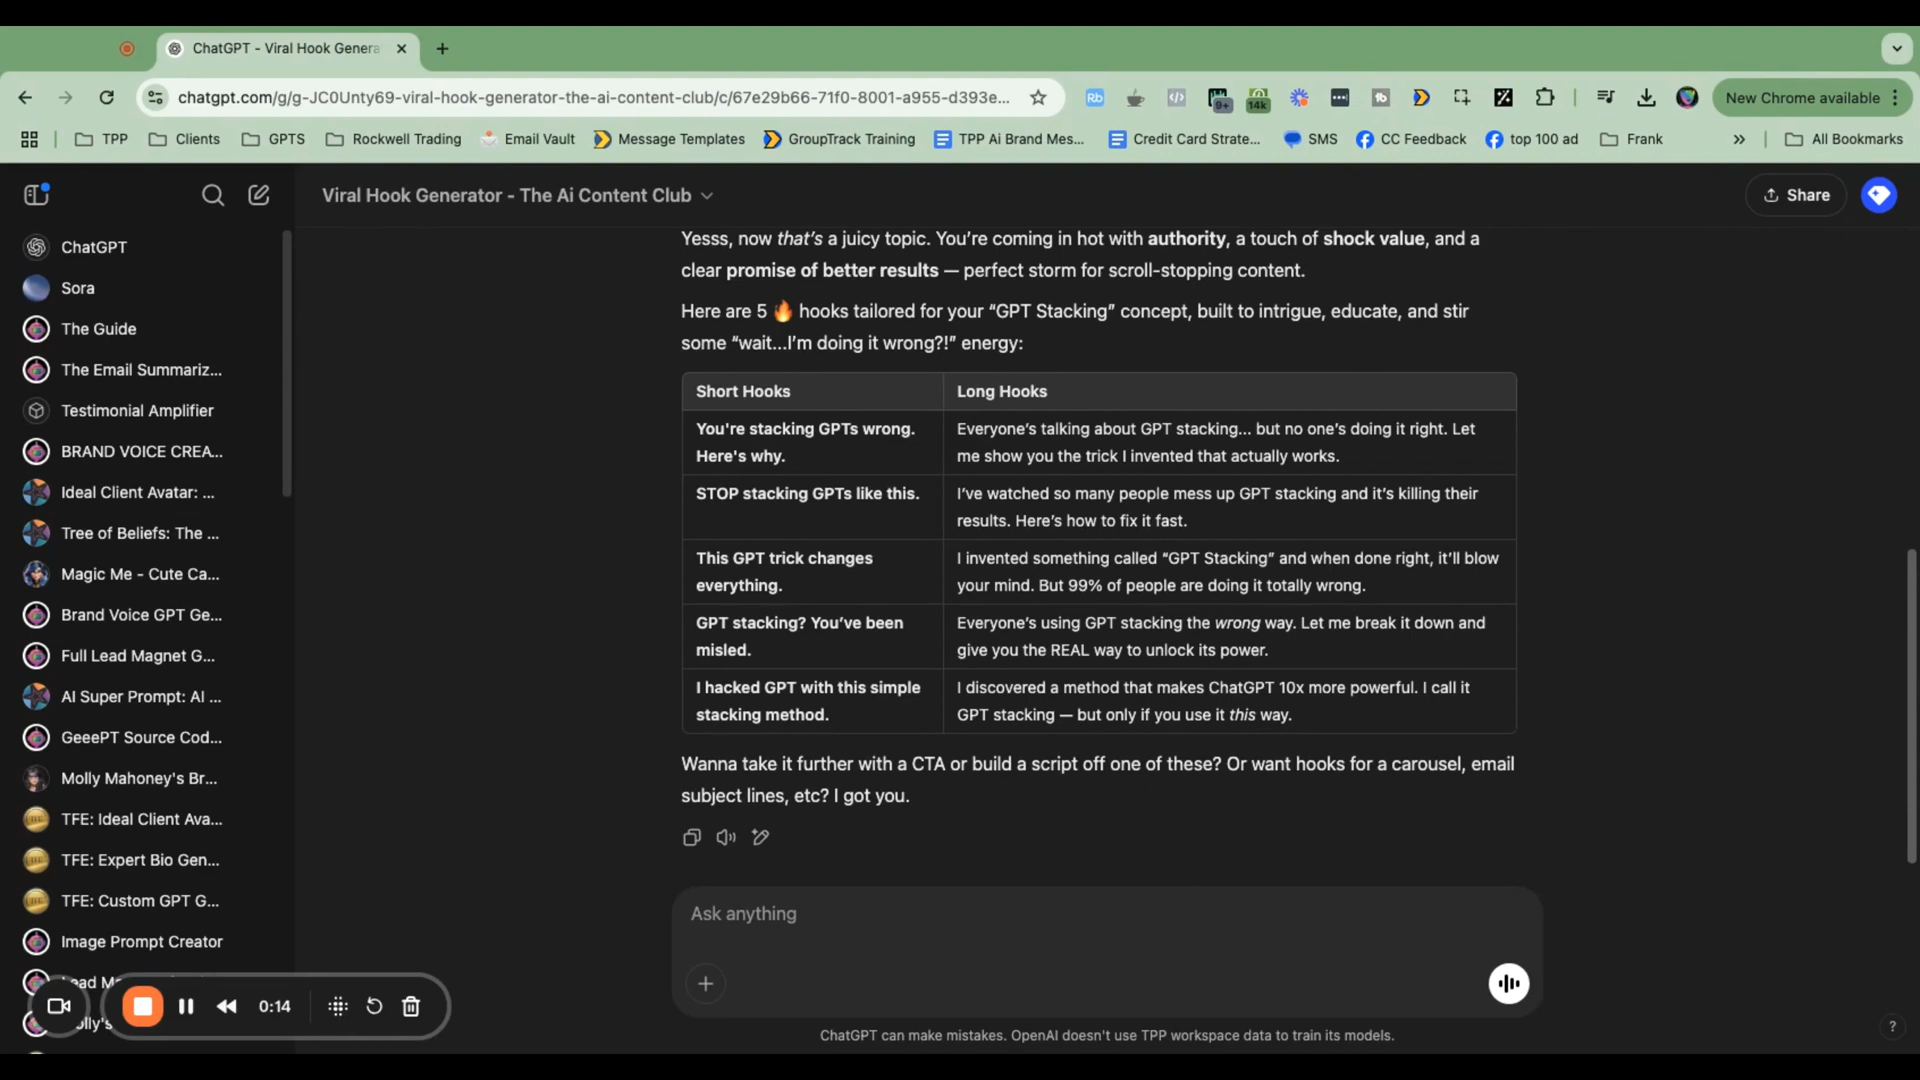 ChatGPT - Viral Hook Genera
chatgpt.com/g/g-JC0Unty69-viral-hook-generator-the-ai-content-club/c/67e29b66-71f0-8001-a955-d393e...
Rb
9+
14k
New Chrome available
TPP
Clients
GPTS
Rockwell Trading
Email Vault
Message Templates
GroupTrack Training
TPP Ai Brand Mes...
Credit Card Strate...
SMS
CC Feedback
top 100 ad
Frank
All Bookmarks
Viral Hook Generator - The Ai Content Club
Share
ChatGPT
Sora
The Guide
The Email Summariz...
Testimonial Amplifier
BRAND VOICE CREA...
Ideal Client Avatar: ...
Tree of Beliefs: The ...
Magic Me - Cute Ca...
Brand Voice GPT Ge...
Full Lead Magnet G...
AI Super Prompt: AI ...
GeeePT Source Cod...
Molly Mahoney's Br...
TFE: Ideal Client Ava...
TFE: Expert Bio Gen...
TFE: Custom GPT G...
Image Prompt Creator
0:14
Yesss, now that's a juicy topic. You're coming in hot with authority, a touch of shock value, and a
clear promise of better results — perfect storm for scroll-stopping content.
Here are 5 🔥 hooks tailored for your “GPT Stacking” concept, built to intrigue, educate, and stir
some “wait...I'm doing it wrong?!” energy:
Short Hooks
Long Hooks
You're stacking GPTs wrong.
Here's why.
Everyone's talking about GPT stacking... but no one's doing it right. Let
me show you the trick I invented that actually works.
STOP stacking GPTs like this.
I've watched so many people mess up GPT stacking and it's killing their
results. Here's how to fix it fast.
This GPT trick changes
everything.
I invented something called “GPT Stacking” and when done right, it'll blow
your mind. But 99% of people are doing it totally wrong.
GPT stacking? You've been
misled.
Everyone's using GPT stacking the wrong way. Let me break it down and
give you the REAL way to unlock its power.
I hacked GPT with this simple
stacking method.
I discovered a method that makes ChatGPT 10x more powerful. I call it
GPT stacking — but only if you use it this way.
Wanna take it further with a CTA or build a script off one of these? Or want hooks for a carousel, email
subject lines, etc? I got you.
Ask anything
ChatGPT can make mistakes. OpenAI doesn't use TPP workspace data to train its models.
?